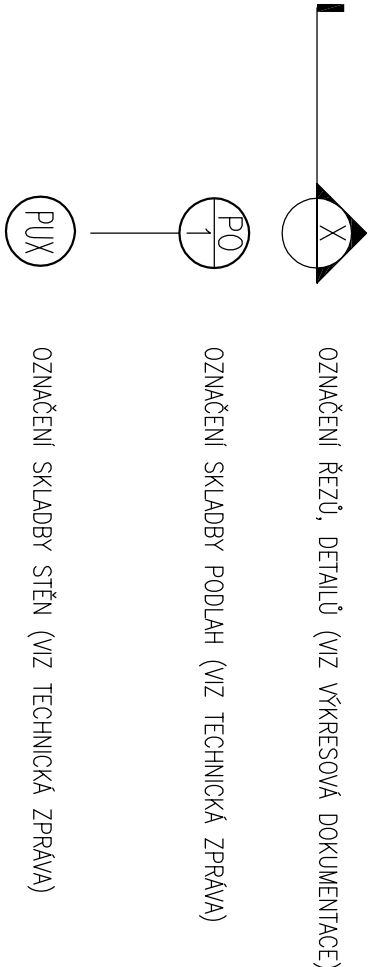 X OZNAČENÍ ŘEZŮ, DETAILŮ (VIZ VÝKRESOVÁ DOKUMENTACE)
PO
1 OZNAČENÍ SKLADBY PODLAH (VIZ TECHNICKÁ ZPRÁVA)
PUX OZNAČENÍ SKLADBY STĚN (VIZ TECHNICKÁ ZPRÁVA)